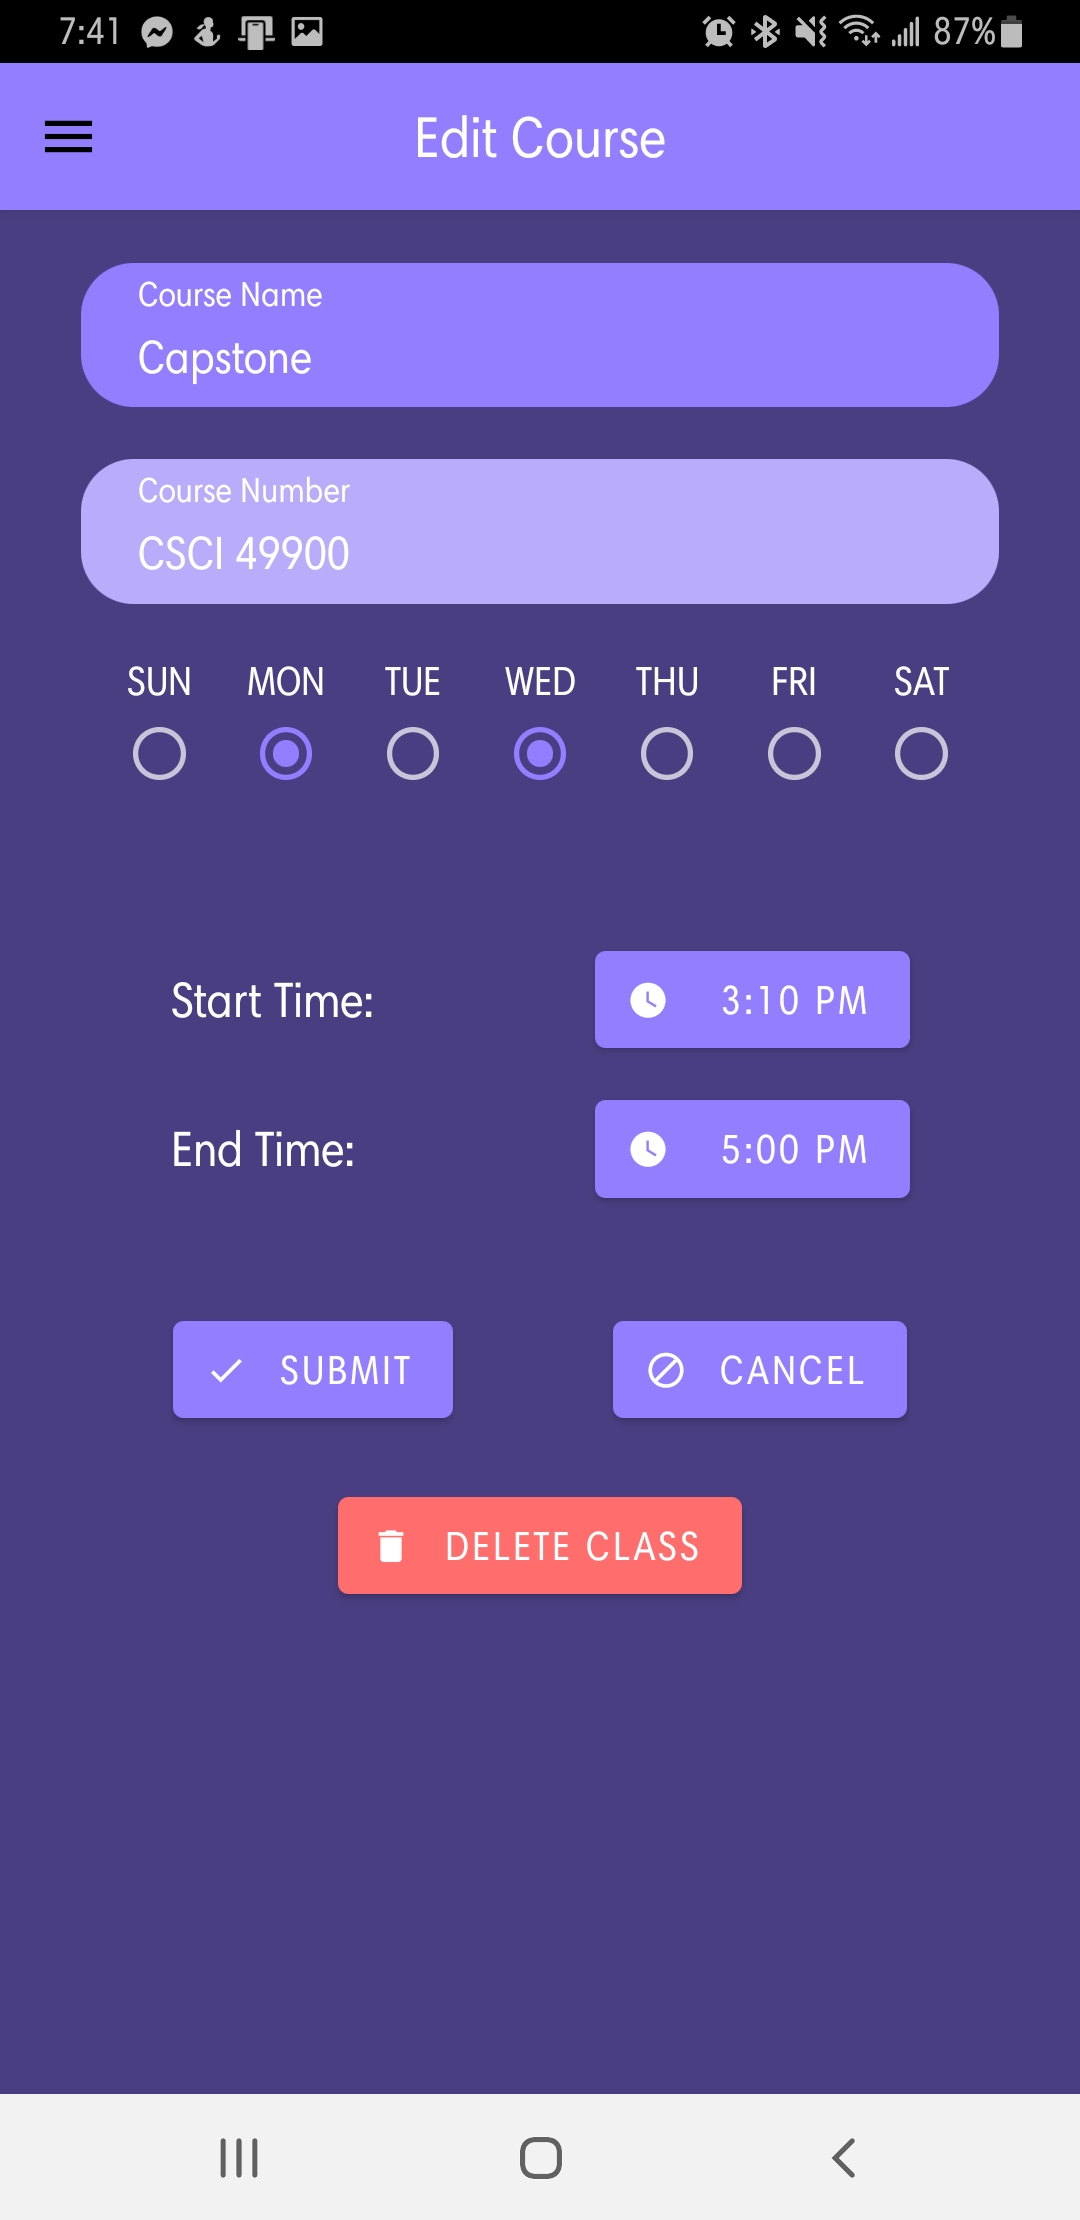 7:41 87%
Edit Course
Course Name
Capstone
Course Number
CSCI 49900
SUN MON TUE WED THU FRI SAT
Start Time: 3:10 PM
End Time: 5:00 PM
SUBMIT CANCEL
DELETE CLASS